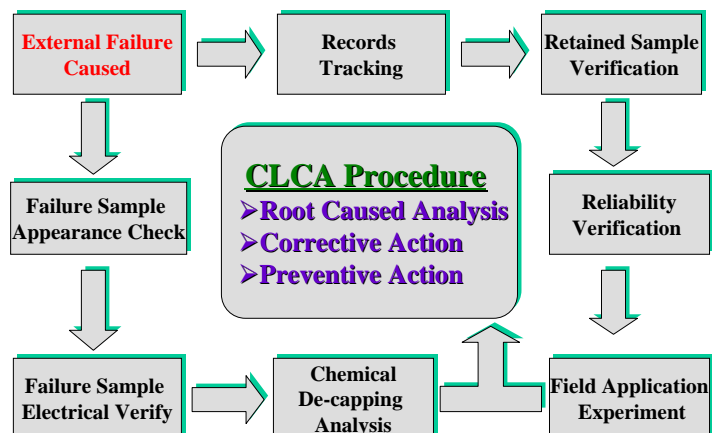 External Failure
Caused
Records
Tracking
Retained Sample
Verification
Failure Sample
Appearance Check
CLCA Procedure
➢Root Caused Analysis
➢Corrective Action
➢Preventive Action
Reliability
Verification
Failure Sample
Electrical Verify
Chemical
De-capping
Analysis
Field Application
Experiment